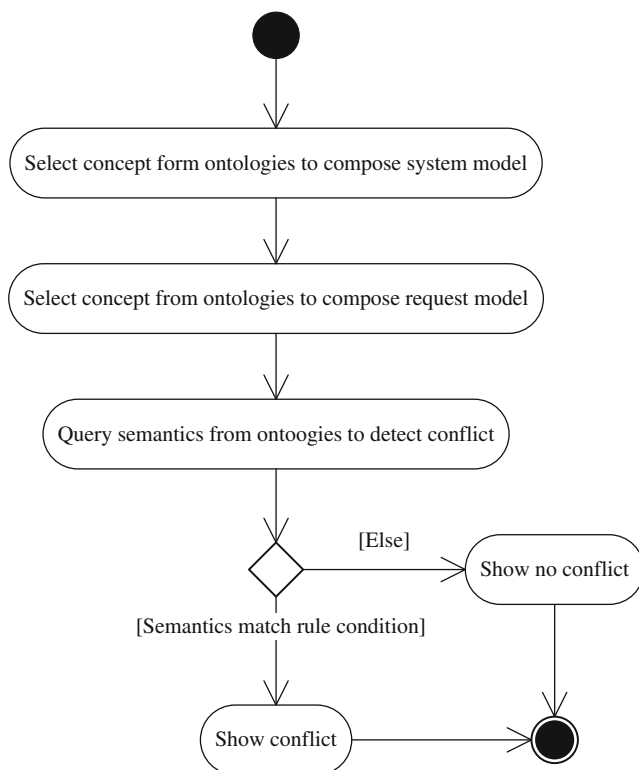 Select concept form ontologies to compose system model
Select concept from ontologies to compose request model
Query semantics from ontoogies to detect conflict
[Else]
Show no conflict
[Semantics match rule condition]
Show conflict